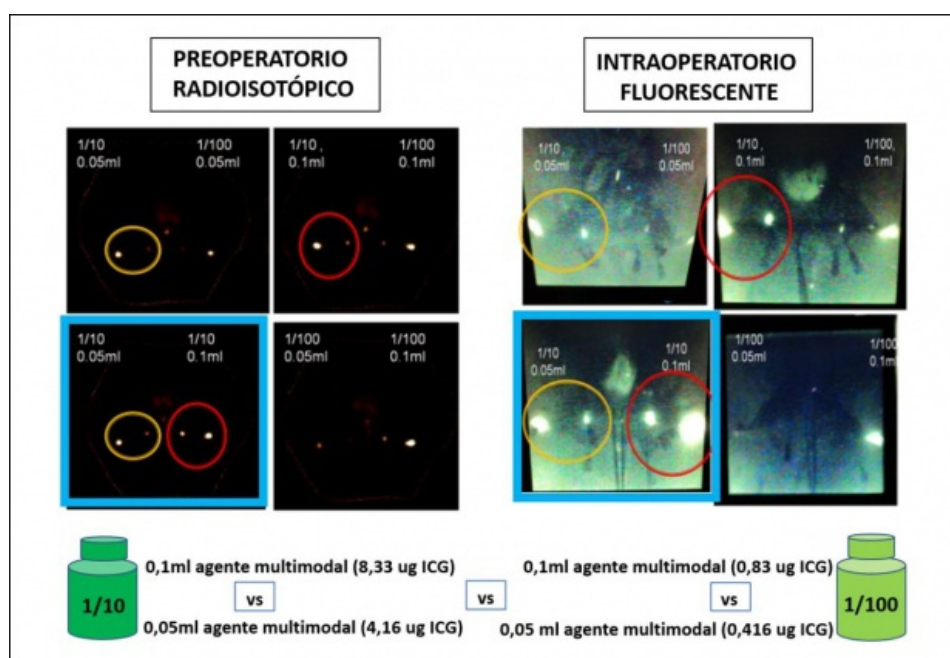 PREOPERATORIO
RADIOISOTÓPICO
INTRAOPERATORIO
FLUORESCENTE
1/10 1/100
0.05ml 0.05ml
1/10 , 1/100
0.1ml 0.1ml
1/10 1/100
0.05ml 0.05ml
1/10 , 1/100,
0.1ml 0.1ml
1/10 1/10
0.05ml 0.1ml
1/100 1/100
0.05ml 0.1ml
1/10 1/10
0.05ml 0.1ml
1/100 1/100
0.05ml 0.1ml
1/10
0,1ml agente multimodal (8,33 ug ICG)
vs
0,05ml agente multimodal (4,16 ug ICG)
vs
0,1ml agente multimodal (0,83 ug ICG)
vs
0,05 ml agente multimodal (0,416 ug ICG)
1/100